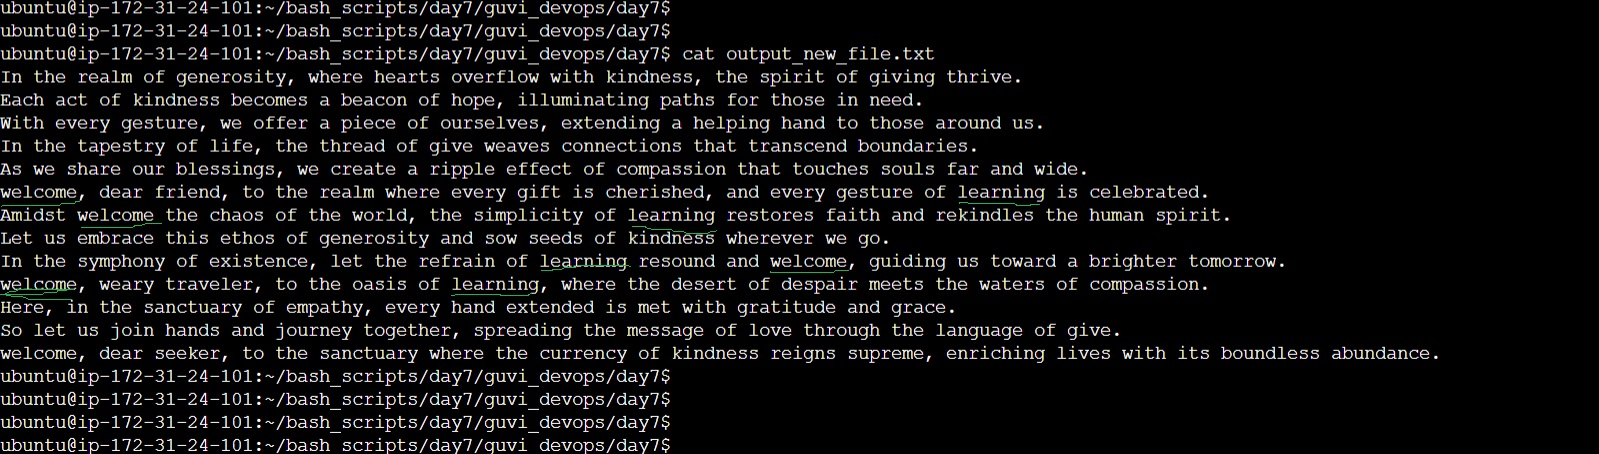 ubuntu@ip-172-31-24-101:~/bash_scripts/day7/guvi_devops/day7$
ubuntu@ip-172-31-24-101:~/bash_scripts/day7/guvi_devops/day7$
ubuntu@ip-172-31-24-101:~/bash_scripts/day7/guvi_devops/day7$ cat output_new_file.txt
In the realm of generosity, where hearts overflow with kindness, the spirit of giving thrive.
Each act of kindness becomes a beacon of hope, illuminating paths for those in need.
With every gesture, we offer a piece of ourselves, extending a helping hand to those around us.
In the tapestry of life, the thread of give weaves connections that transcend boundaries.
As we share our blessings, we create a ripple effect of compassion that touches souls far and wide.
welcome, dear friend, to the realm where every gift is cherished, and every gesture of learning is celebrated.
Amidst welcome the chaos of the world, the simplicity of learning restores faith and rekindles the human spirit.
Let us embrace this ethos of generosity and sow seeds of kindness wherever we go.
In the symphony of existence, let the refrain of learning resound and welcome, guiding us toward a brighter tomorrow.
welcome, weary traveler, to the oasis of learning, where the desert of despair meets the waters of compassion.
Here, in the sanctuary of empathy, every hand extended is met with gratitude and grace.
So let us join hands and journey together, spreading the message of love through the language of give.
welcome, dear seeker, to the sanctuary where the currency of kindness reigns supreme, enriching lives with its boundless abundance.
ubuntu@ip-172-31-24-101:~/bash_scripts/day7/guvi_devops/day7$
ubuntu@ip-172-31-24-101:~/bash_scripts/day7/guvi_devops/day7$
ubuntu@ip-172-31-24-101:~/bash_scripts/day7/guvi_devops/day7$
ubuntu@ip-172-31-24-101:~/bash_scripts/day7/guvi_devops/day7$